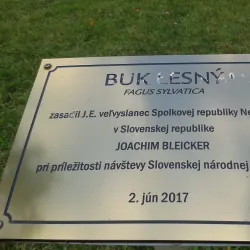 BUK LESNÝ
FAGUS SYLVATICA
zasadil J.E. veľvyslanec Spolkovej republiky Ne
v Slovenskej republike
JOACHIM BLEICKER
pri príležitosti návštevy Slovenskej národnej
2. jún 2017